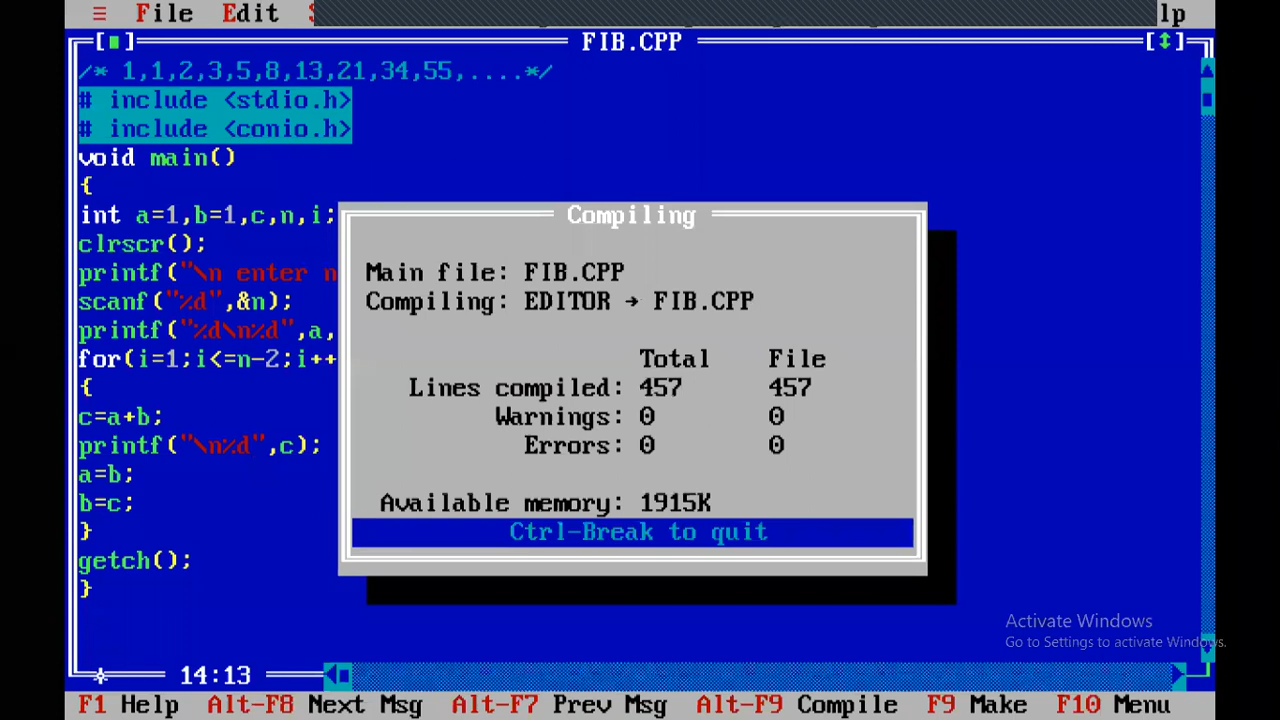 ≡ File Edit lp
FIB.CPP
/* 1,1,2,3,5,8,13,21,34,55,....*/
# include <stdio.h>
# include <conio.h>
void main()
{
int a=1,b=1,c,n,i;
clrscr();
printf("\n enter n
scanf("%d",&n);
printf("%d\n%d",a,
for(i=1;i<=n-2;i++
{
c=a+b;
printf("\n%d",c);
a=b;
b=c;
}
getch();
}
Compiling
Main file: FIB.CPP
Compiling: EDITOR → FIB.CPP
Total File
Lines compiled: 457 457
Warnings: 0 0
Errors: 0 0
Available memory: 1915K
Ctrl-Break to quit
Activate Windows
Go to Settings to activate Windows.
14:13
F1 Help Alt-F8 Next Msg Alt-F7 Prev Msg Alt-F9 Compile F9 Make F10 Menu